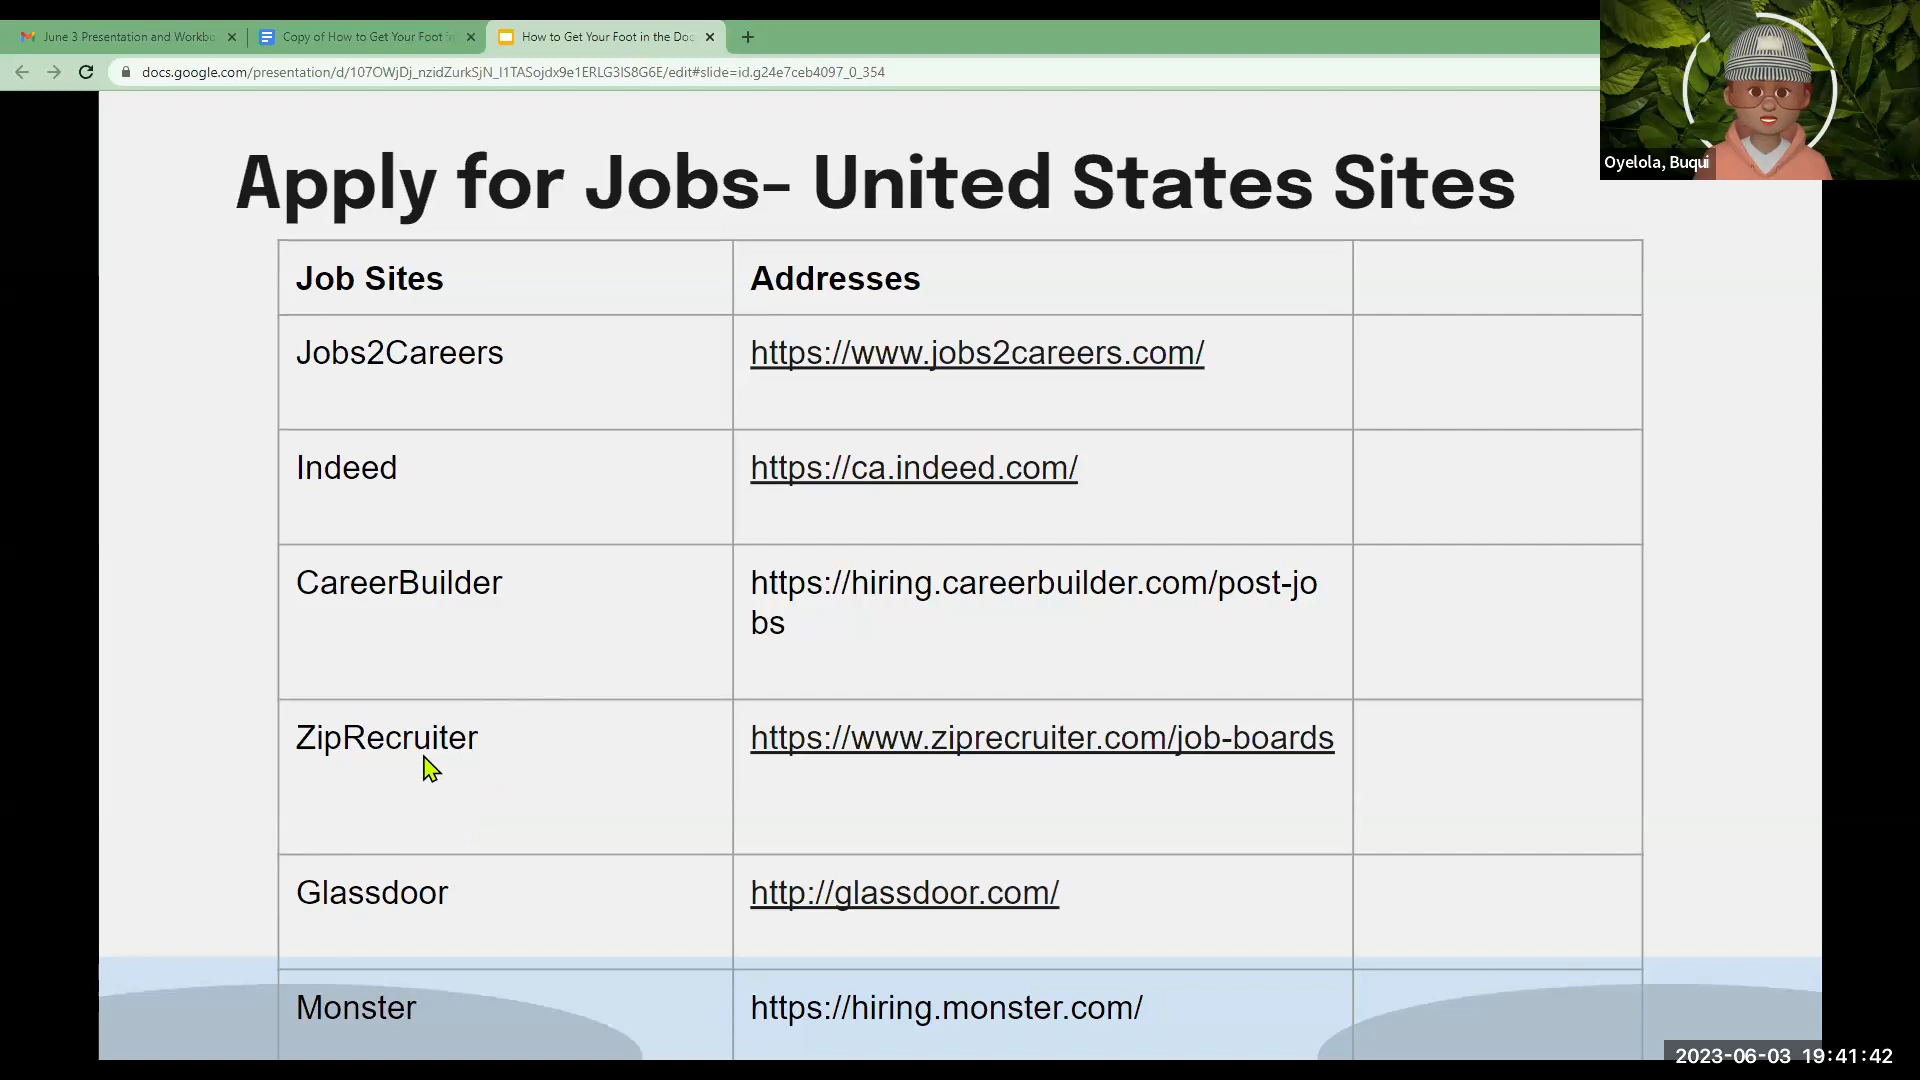 June 3 Presentation and Workbo
Copy of How to Get Your Foot in
How to Get Your Foot in the Doo
docs.google.com/presentation/d/107OWjDj_nzidZurkSjN_I1TASojdx9e1ERLG3IS8G6E/edit#slide=id.g24e7ceb4097_0_354
Oyelola, Buqui
Apply for Jobs- United States Sites
Job Sites Addresses
Jobs2Careers https://www.jobs2careers.com/
Indeed https://ca.indeed.com/
CareerBuilder https://hiring.careerbuilder.com/post-jo
bs
ZipRecruiter https://www.ziprecruiter.com/job-boards
Glassdoor http://glassdoor.com/
Monster https://hiring.monster.com/
2023-06-03 19:41:42